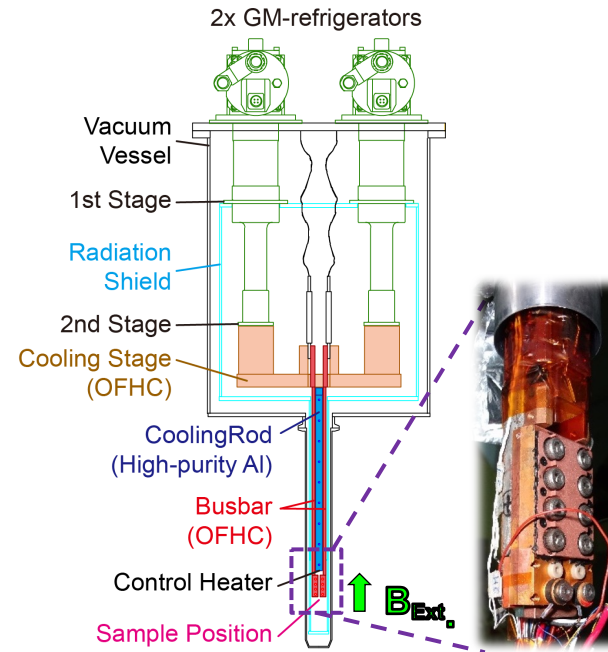 2x GM-refrigerators
Vacuum
Vessel
1st Stage
Radiation
Shield
2nd Stage
Cooling Stage
(OFHC)
CoolingRod
(High-purity Al)
Busbar
(OFHC)
Control Heater
B Ext.
Sample Position